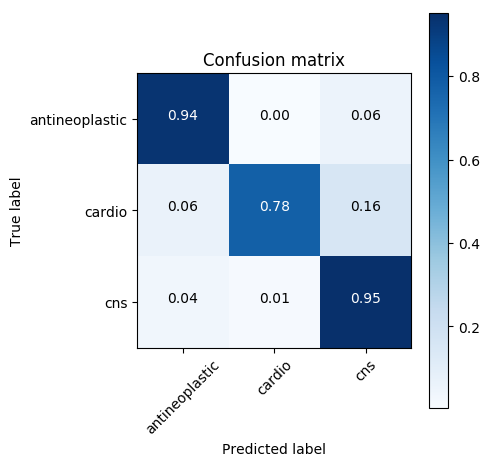 Confusion matrix
True label
antineoplastic 0.94 0.00 0.06
cardio 0.06 0.78 0.16
cns 0.04 0.01 0.95
antineoplastic cardio cns
Predicted label
0.8
0.6
0.4
0.2